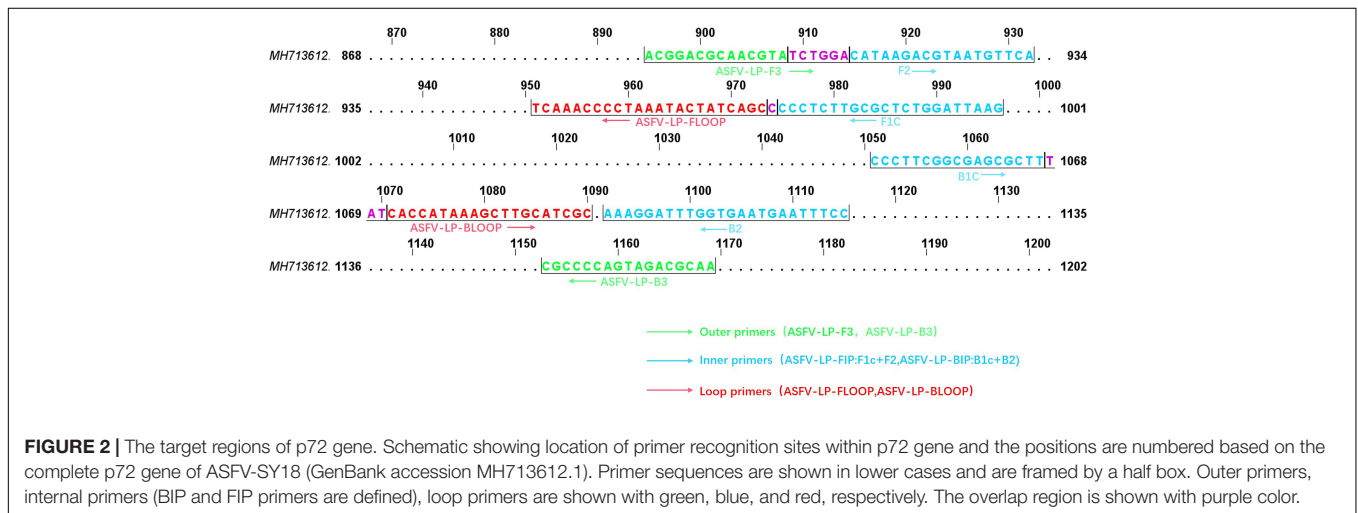 870 880 890 900 910 920 930
MH713612. 868 . . . . . . . . . . . . . . . . . . . . . . . . . . ACGGACGCAACGTATCTGGACATAAGACGTAATGTTCA . . 934
ASFV-LP-F3 F2
940 950 960 970 980 990 1000
MH713612. 935 . . . . . . . . . . . . . . . . TCAAACCCCTAAATACTATCAGCCCCCTCTTGCGCTCTGGATTAAG . . . . . 1001
ASFV-LP-FLOOP F1C
1010 1020 1030 1040 1050 1060
MH713612. 1002 . . . . . . . . . . . . . . . . . . . . . . . . . . . . . . . . . . . . . . . . . . . . . . . . . CCCTTCGGCGAGCGCTTT 1068
B1C
1070 1080 1090 1100 1110 1120 1130
MH713612. 1069 ATCACCATAAAGCTTGCATCGC.AAAGGATTTGGTGAATGAATTTCC . . . . . . . . . . . . . . . . . . . . 1135
ASFV-LP-BLOOP B2
1140 1150 1160 1170 1180 1190 1200
MH713612. 1136 . . . . . . . . . . . . . . . . . CGCCCCAGTAGACGCAA . . . . . . . . . . . . . . . . . . . . . . . . . . . . . . . . . 1202
ASFV-LP-B3
Outer primers (ASFV-LP-F3, ASFV-LP-B3)
Inner primers (ASFV-LP-FIP:F1c+F2,ASFV-LP-BIP:B1c+B2)
Loop primers (ASFV-LP-FLOOP,ASFV-LP-BLOOP)
FIGURE 2 | The target regions of p72 gene. Schematic showing location of primer recognition sites within p72 gene and the positions are numbered based on the
complete p72 gene of ASFV-SY18 (GenBank accession MH713612.1). Primer sequences are shown in lower cases and are framed by a half box. Outer primers,
internal primers (BIP and FIP primers are defined), loop primers are shown with green, blue, and red, respectively. The overlap region is shown with purple color.